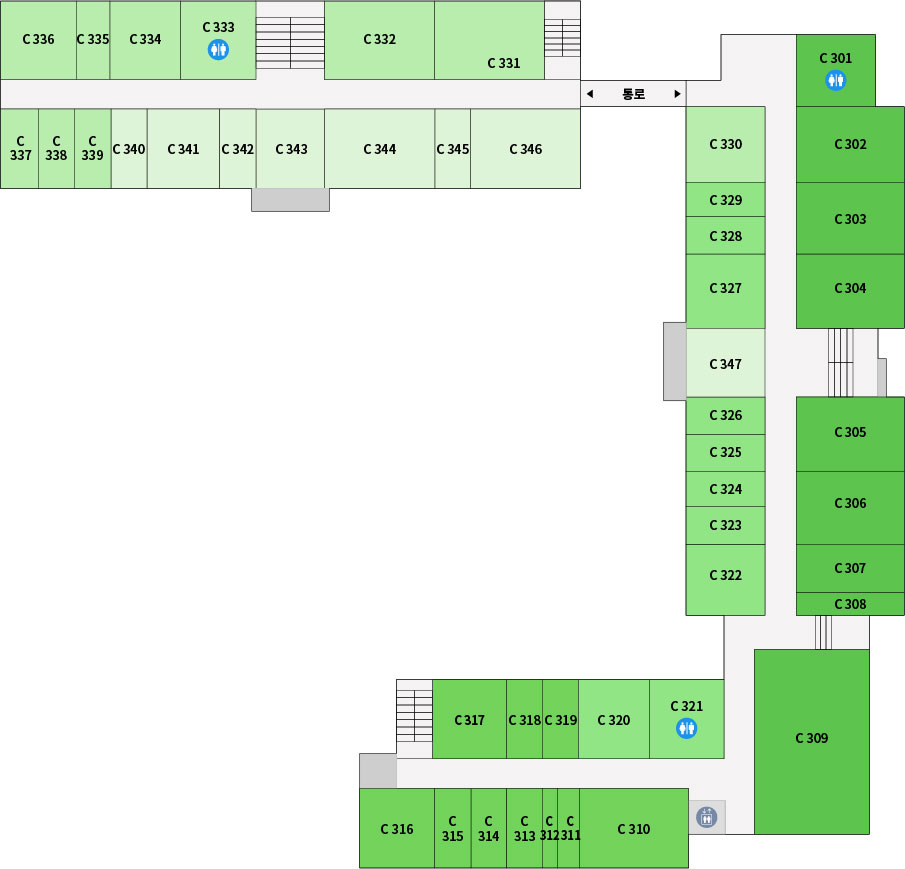 C 336
C 335
C 334
C 333
C 332
C 331
C 301
통로
C
337
C
338
C
339
C 340
C 341
C 342
C 343
C 344
C 345
C 346
C 330
C 302
C 329
C 303
C 328
C 327
C 304
C 347
C 326
C 305
C 325
C 324
C 306
C 323
C 322
C 307
C 308
C 317
C 318
C 319
C 320
C 321
C 309
C 316
C
315
C
314
C
313
C
312
C
311
C 310